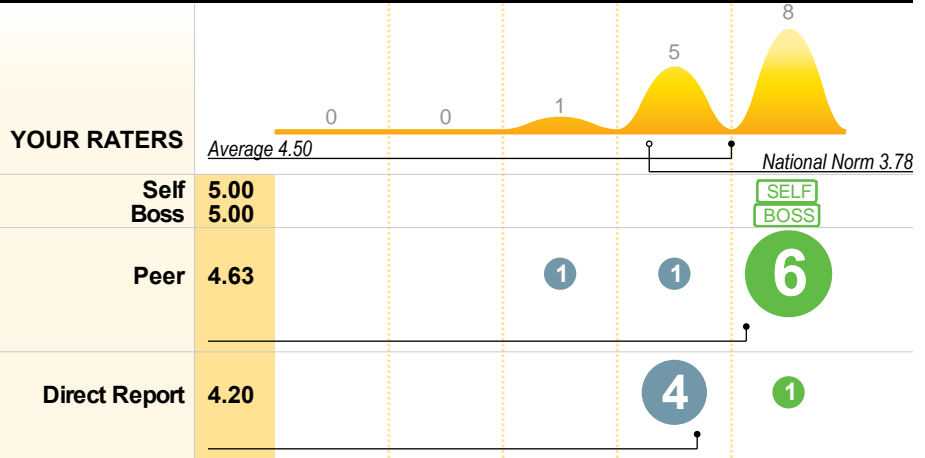 8
5
1
0 0
YOUR RATERS
Average 4.50
National Norm 3.78
Self 5.00 SELF
Boss 5.00 BOSS
Peer 4.63 1 1 6
Direct Report 4.20 4 1